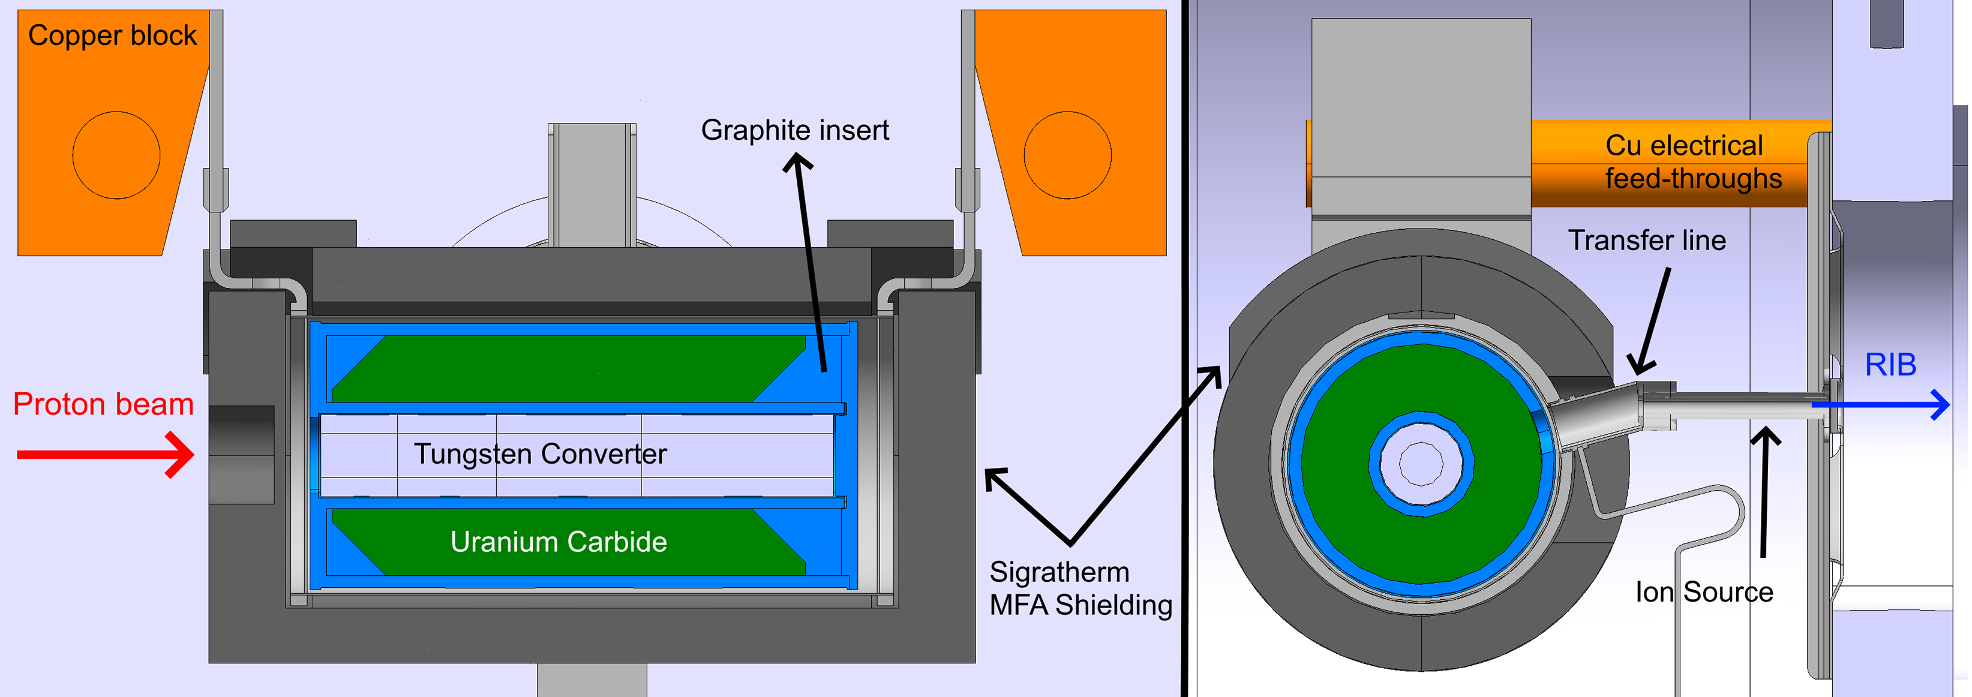 Copper block
Graphite insert
Proton beam
Tungsten Converter
Uranium Carbide
Sigratherm
MFA Shielding
Cu electrical
feed-throughs
Transfer line
RIB
Ion Source